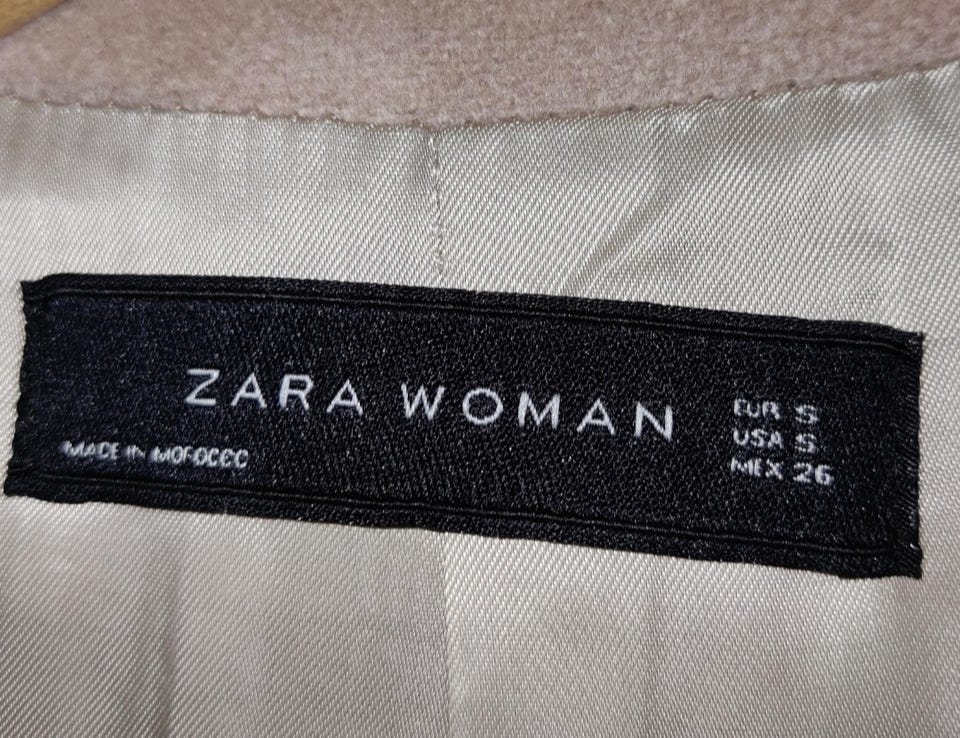 ZARA WOMAN
MADE IN MOROCCO
EUR S
USA S
MEX 26